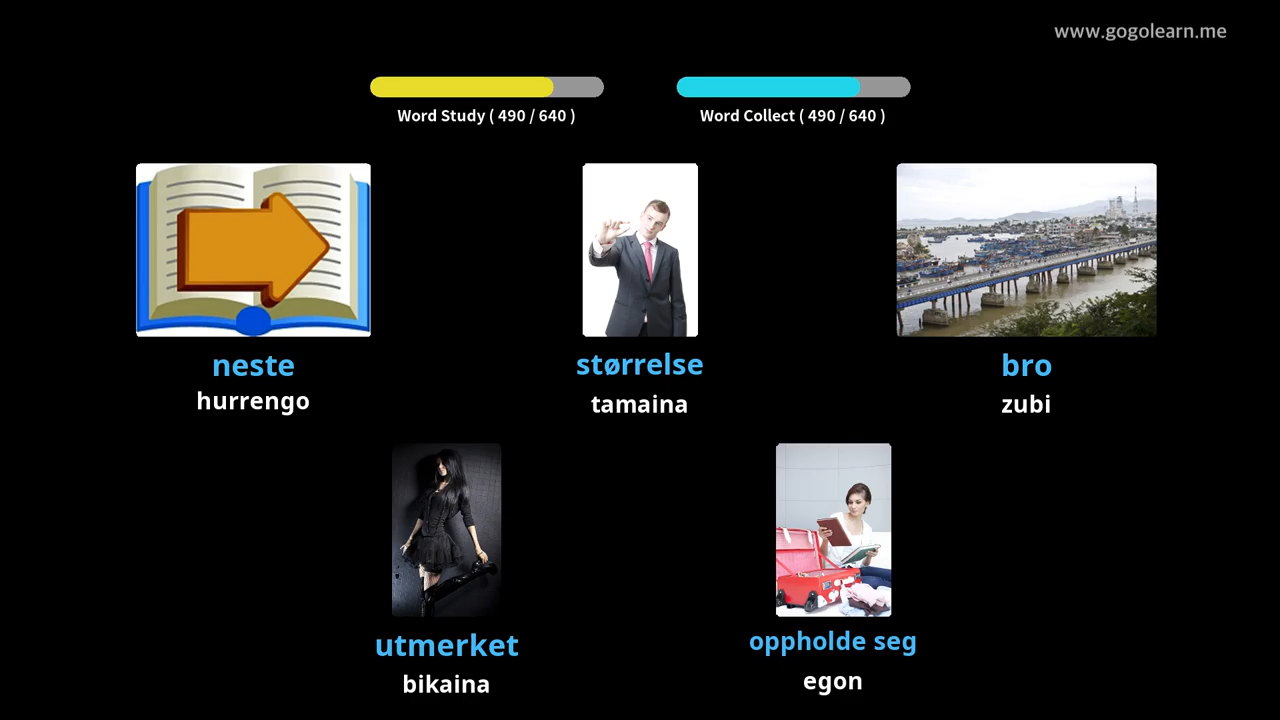 www.gogolearn.me
Word Study ( 490 / 640 )
Word Collect ( 490 / 640 )
neste
hurrengo
størrelse
tamaina
bro
zubi
utmerket
bikaina
oppholde seg
egon